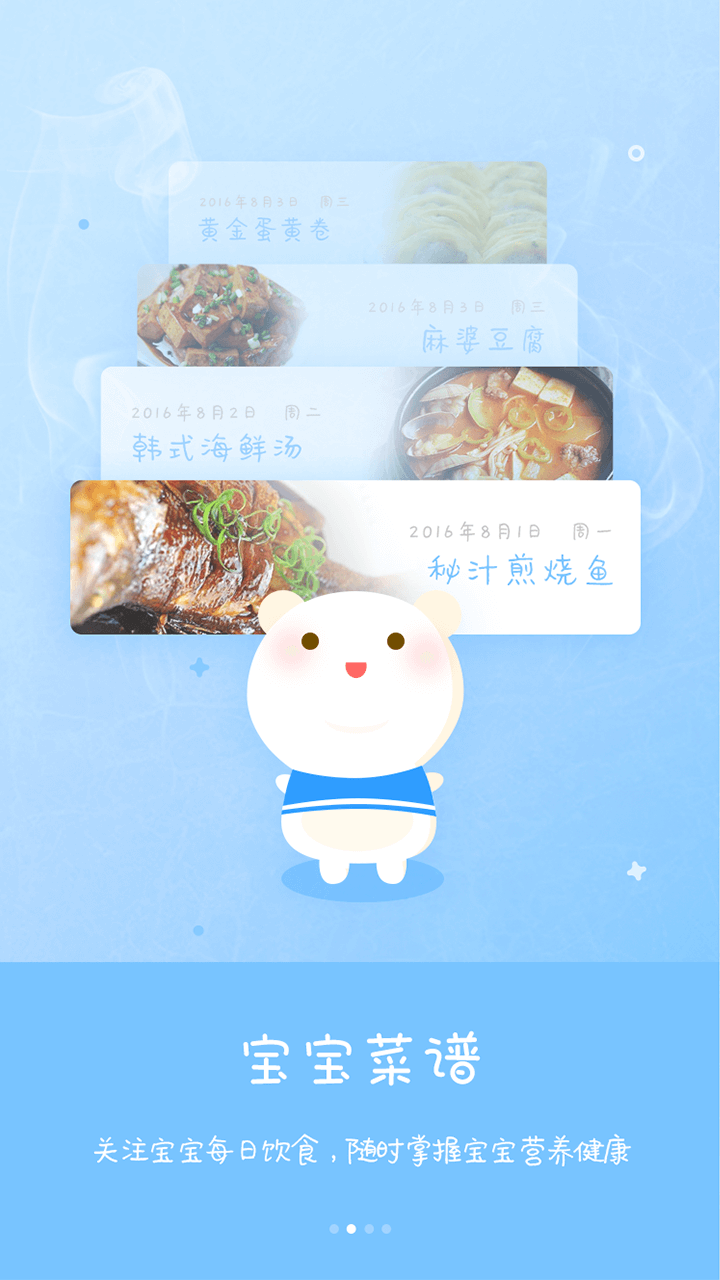 2016年8月3日 周三
黄金蛋黄卷
2016年8月3日 周三
麻婆豆腐
2016年8月2日 周二
韩式海鲜汤
2016年8月1日 周一
秘汁煎烧鱼
宝宝菜谱
关注宝宝每日饮食，随时掌握宝宝营养健康